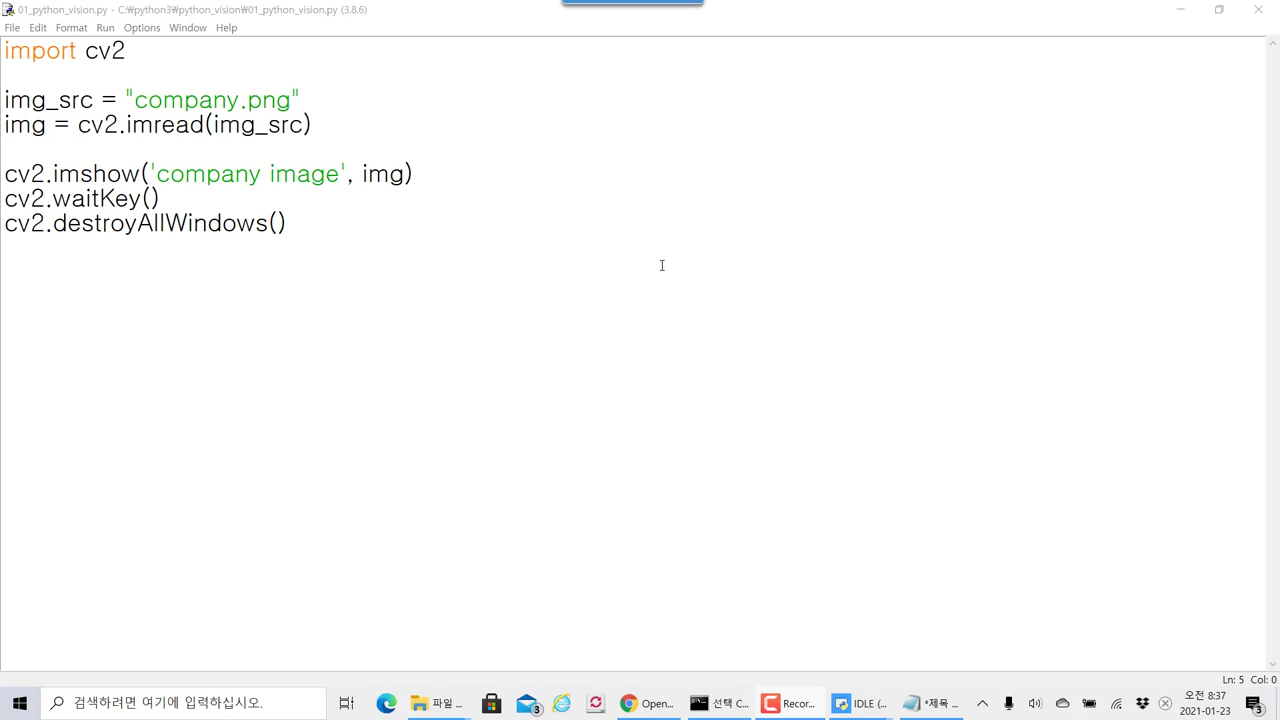 01_python_vision.py - C:₩python3₩python_vision₩01_python_vision.py (3.8.6)
File Edit Format Run Options Window Help
import cv2
img_src = "company.png"
img = cv2.imread(img_src)
cv2.imshow('company image', img)
cv2.waitKey()
cv2.destroyAllWindows()
Ln: 5 Col: 0
검색하려면 여기에 입력하십시오.
파일 ...
3
Open...
선택 C...
Recor...
IDLE (...
*제목 ...
오전 8:37
2021-01-23
3